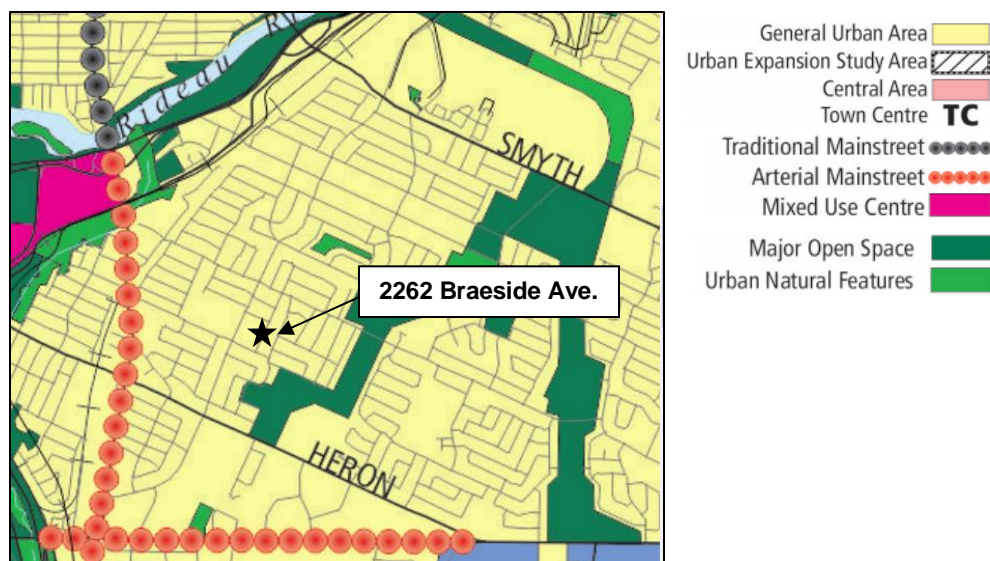 Rideau
RV
SMYTH
2262 Braeside Ave.
HERON
General Urban Area
Urban Expansion Study Area
Central Area
Town Centre TC
Traditional Mainstreet
Arterial Mainstreet
Mixed Use Centre
Major Open Space
Urban Natural Features